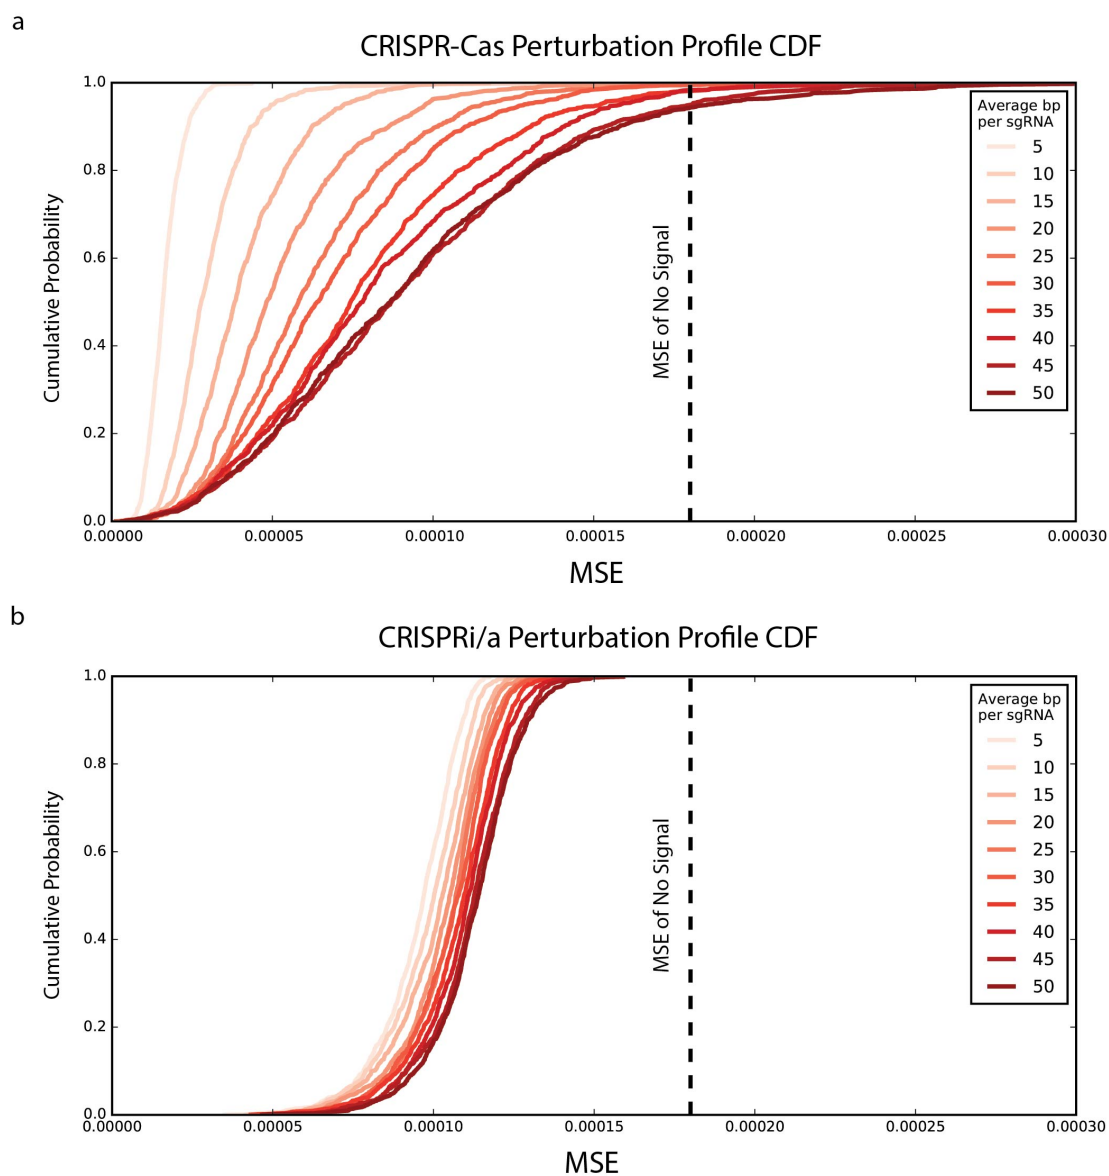 a
CRISPR-Cas Perturbation Profile CDF
1.0
0.8
0.6
0.4
0.2
0.0
Cumulative Probability
MSE of No Signal
Average bp
per sgRNA
5
10
15
20
25
30
35
40
45
50
0.00000 0.00005 0.00010 0.00015 0.00020 0.00025 0.00030
MSE
b
CRISPRi/a Perturbation Profile CDF
1.0
0.8
0.6
0.4
0.2
0.0
Cumulative Probability
MSE of No Signal
Average bp
per sgRNA
5
10
15
20
25
30
35
40
45
50
0.00000 0.00005 0.00010 0.00015 0.00020 0.00025 0.00030
MSE